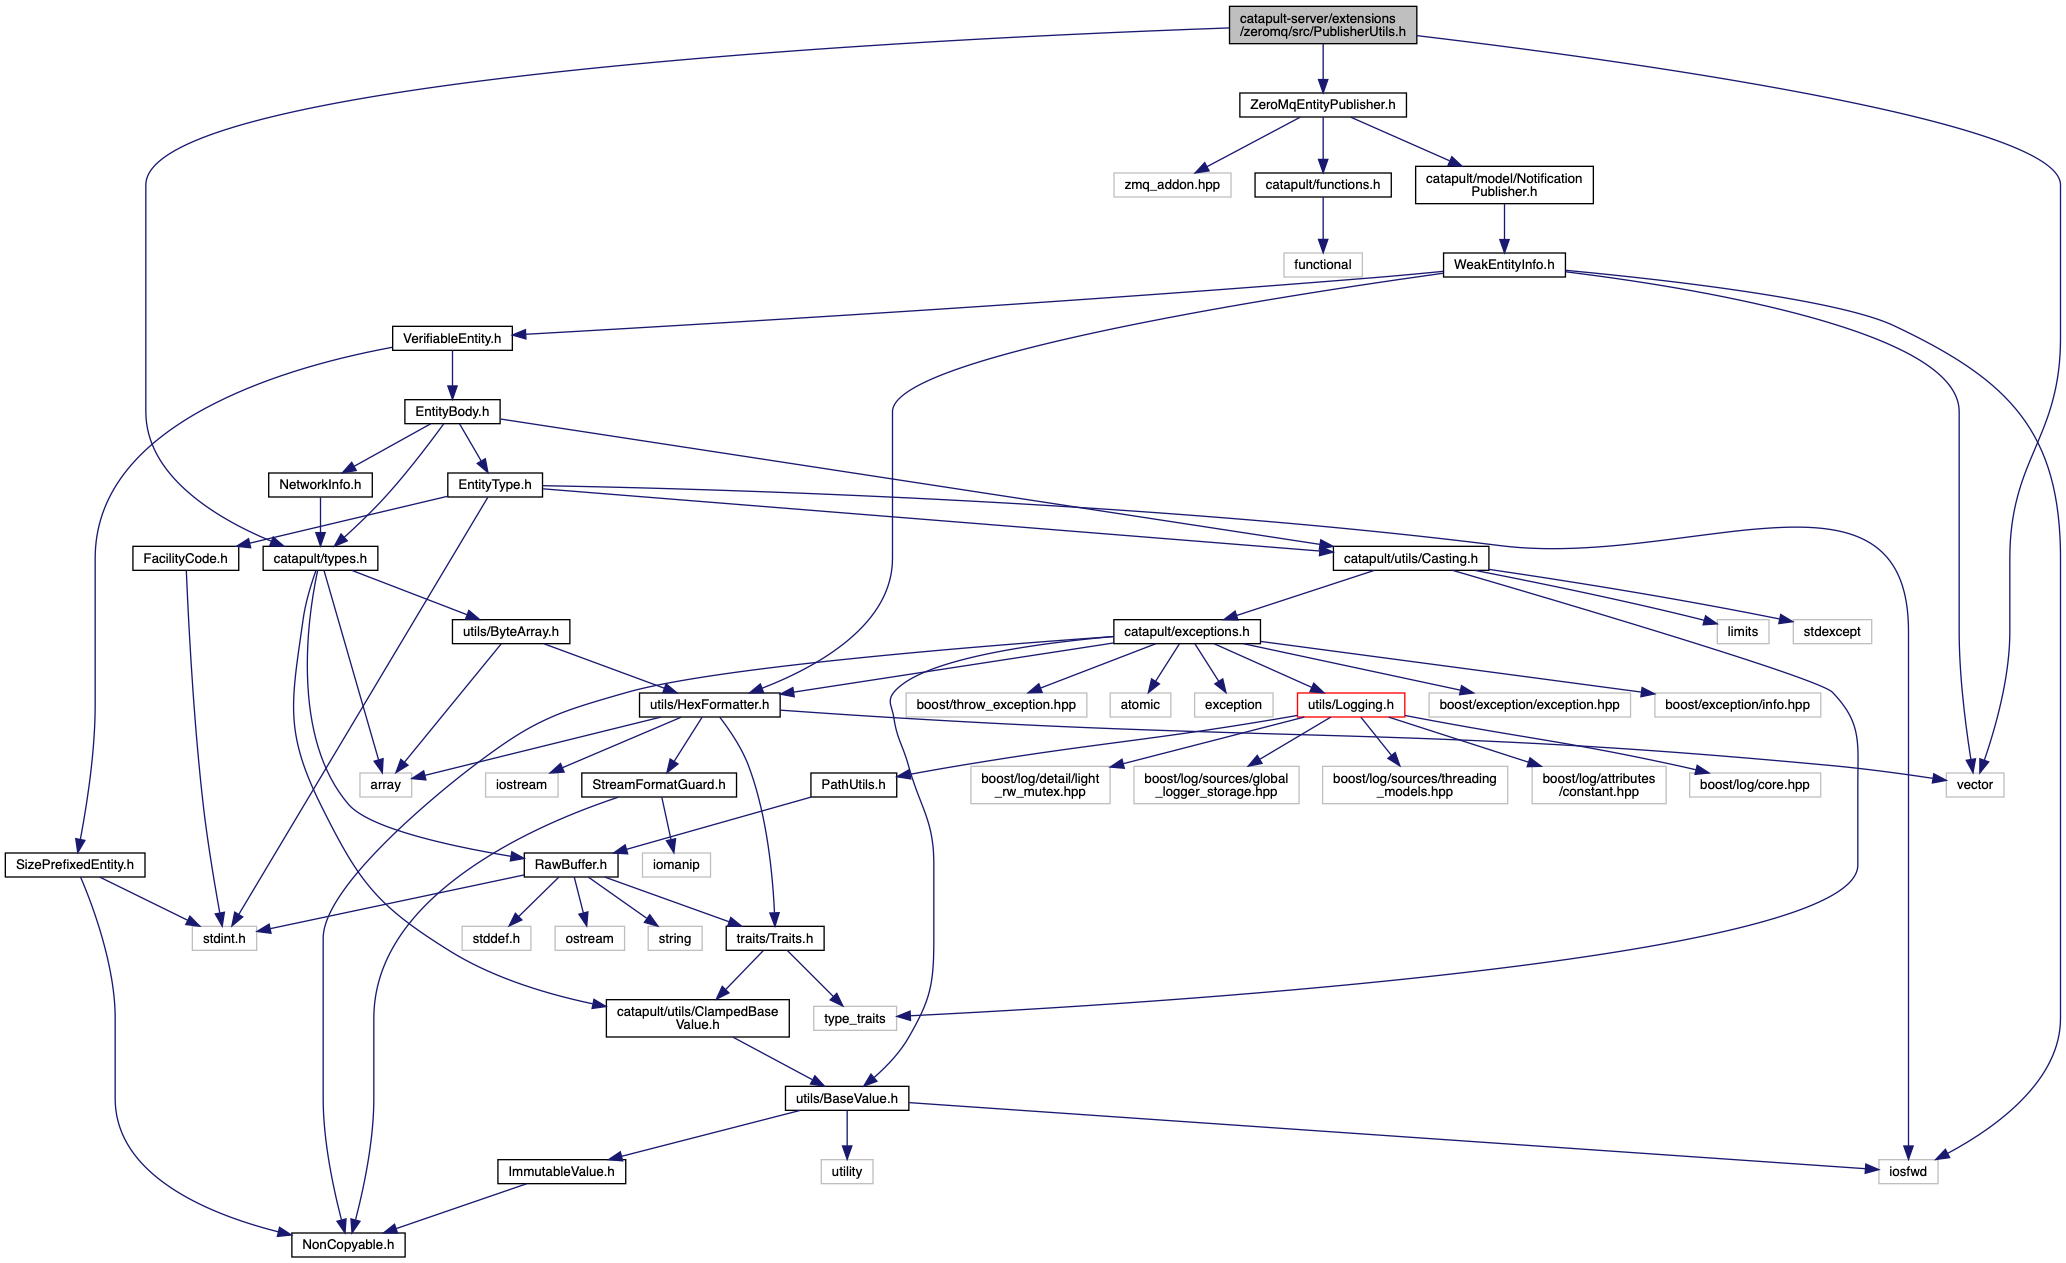 catapult-server/extensions
/zeromq/src/PublisherUtils.h
ZeroMqEntityPublisher.h
zmq_addon.hpp
catapult/functions.h
catapult/model/Notification
Publisher.h
functional
WeakEntityInfo.h
VerifiableEntity.h
EntityBody.h
NetworkInfo.h
EntityType.h
FacilityCode.h
catapult/types.h
catapult/utils/Casting.h
utils/ByteArray.h
catapult/exceptions.h
limits
stdexcept
utils/HexFormatter.h
boost/throw_exception.hpp
atomic
exception
utils/Logging.h
boost/exception/exception.hpp
boost/exception/info.hpp
array
iostream
StreamFormatGuard.h
PathUtils.h
boost/log/detail/light
_rw_mutex.hpp
boost/log/sources/global
_logger_storage.hpp
boost/log/sources/threading
_models.hpp
boost/log/attributes
/constant.hpp
boost/log/core.hpp
vector
SizePrefixedEntity.h
RawBuffer.h
iomanip
stdint.h
stddef.h
ostream
string
traits/Traits.h
catapult/utils/ClampedBase
Value.h
type_traits
utils/BaseValue.h
ImmutableValue.h
utility
iosfwd
NonCopyable.h